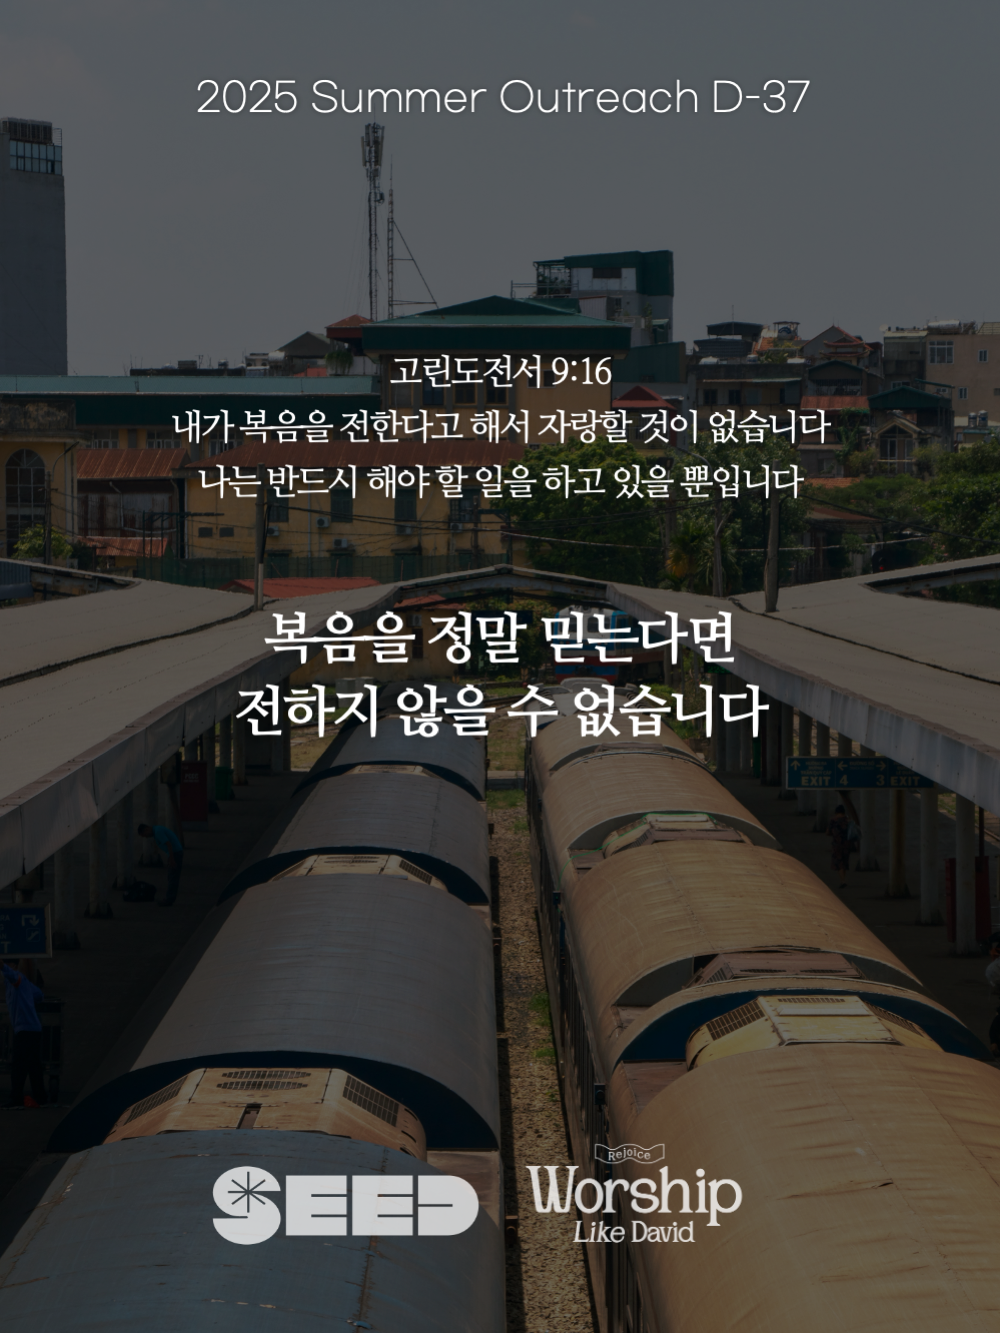 2025 Summer Outreach D-37
고린도전서 9:16
내가 복음을 전한다고 해서 자랑할 것이 없습니다
나는 반드시 해야 할 일을 하고 있을 뿐입니다
복음을 정말 믿는다면
전하지 않을 수 없습니다
EXIT 4 3 EXIT
Rejoice
SEED
Worship
Like David